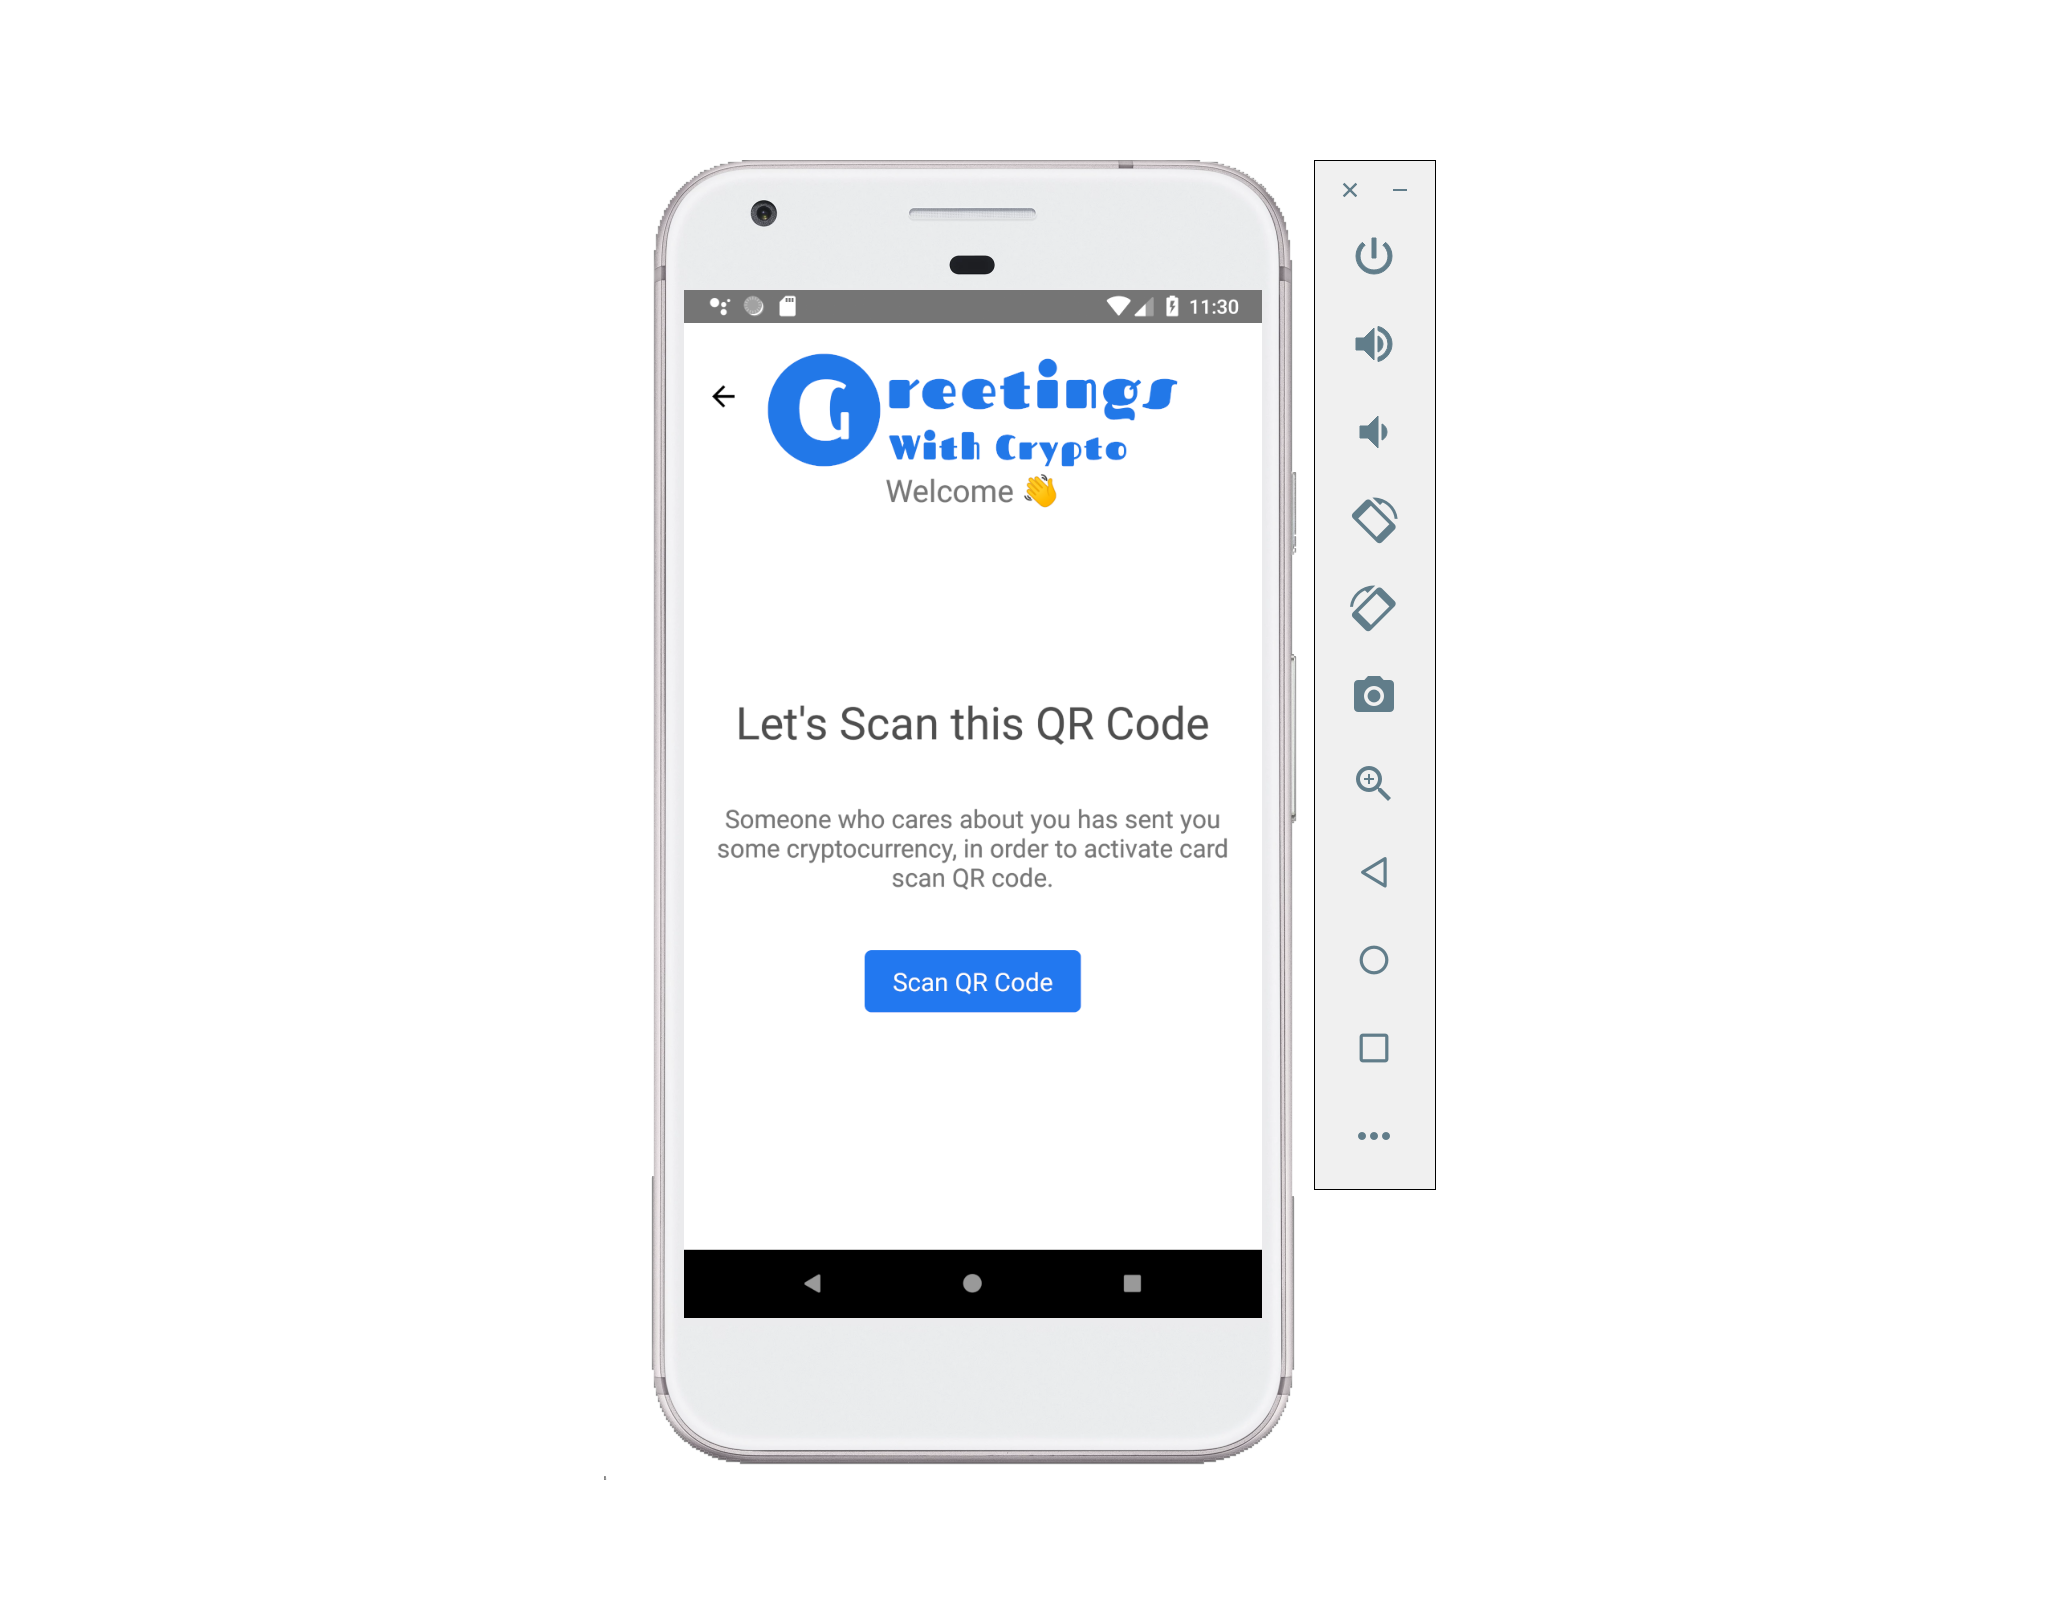 11:30
Greetings
With Crypto
Welcome 👋
Let's Scan this QR Code
Someone who cares about you has sent you
some cryptocurrency, in order to activate card
scan QR code.
Scan QR Code